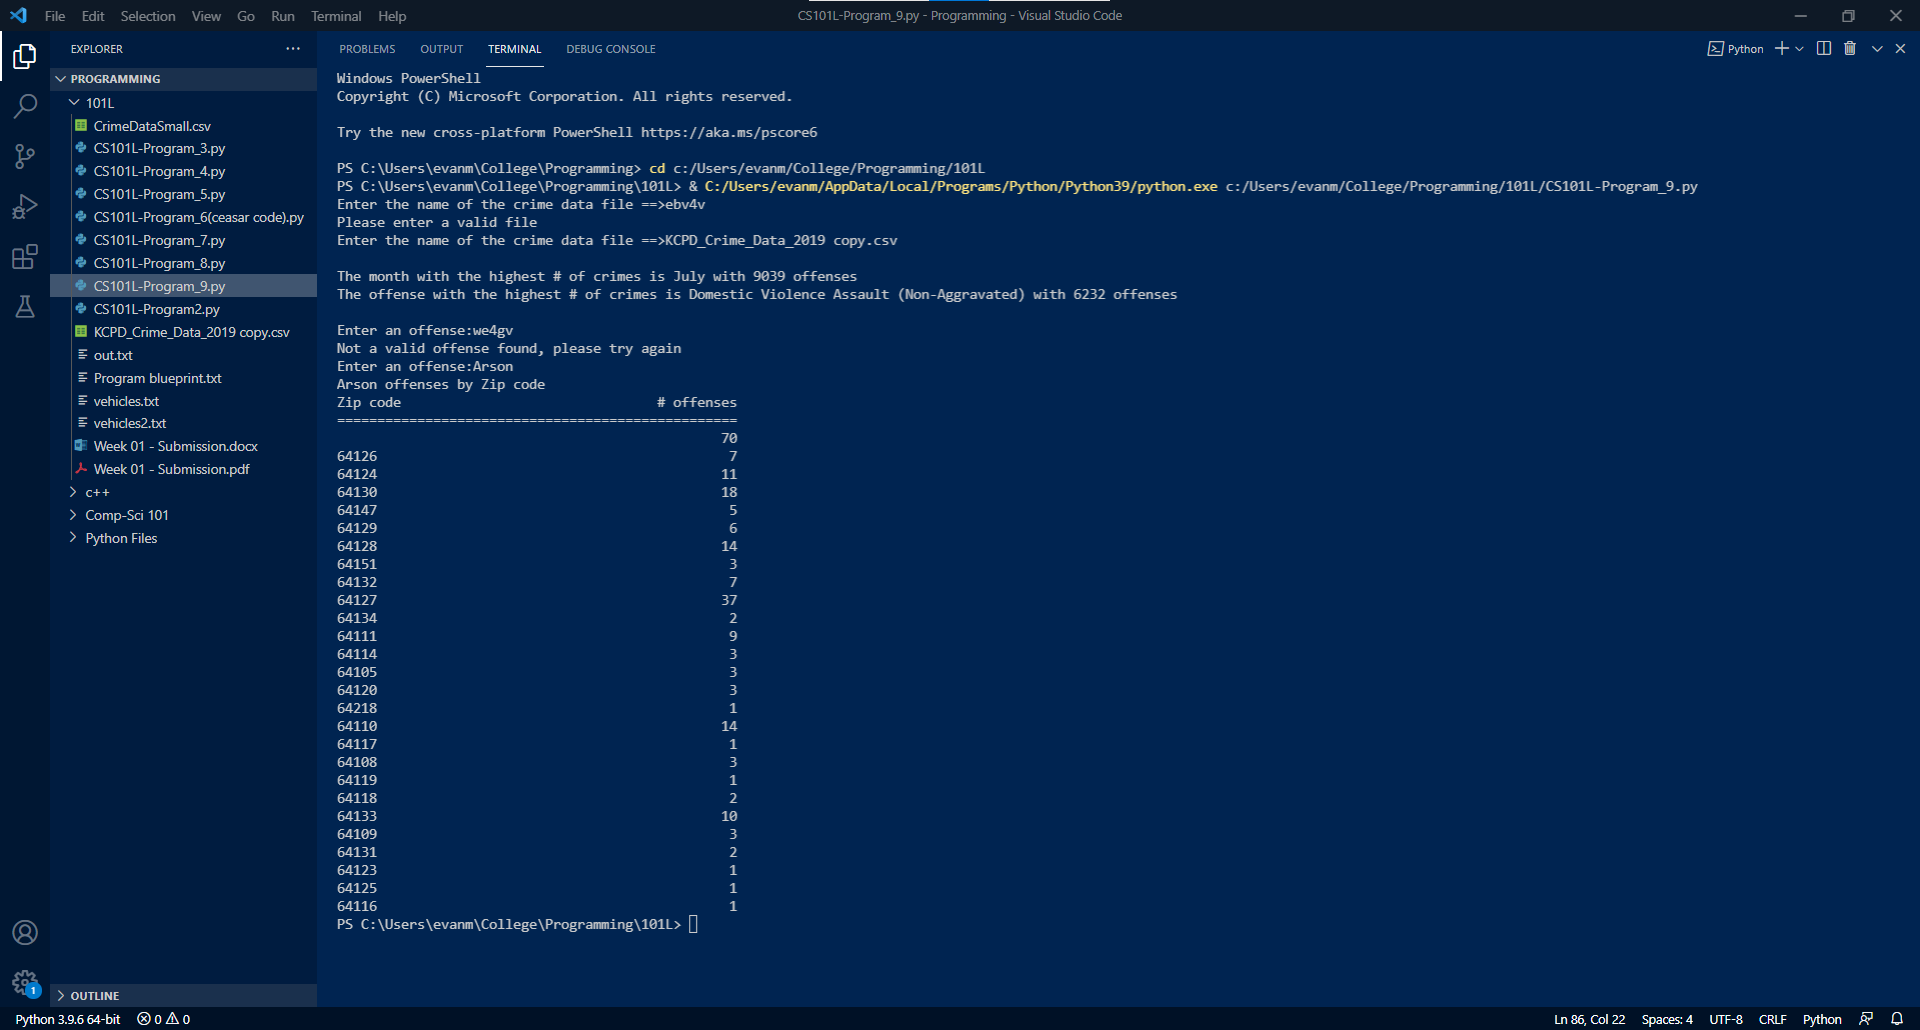 File Edit Selection View Go Run Terminal Help
CS101L-Program_9.py - Programming - Visual Studio Code
EXPLORER
PROGRAMMING
101L
CrimeDataSmall.csv
CS101L-Program_3.py
CS101L-Program_4.py
CS101L-Program_5.py
CS101L-Program_6(ceasar code).py
CS101L-Program_7.py
CS101L-Program_8.py
CS101L-Program_9.py
CS101L-Program2.py
KCPD_Crime_Data_2019 copy.csv
out.txt
Program blueprint.txt
vehicles.txt
vehicles2.txt
Week 01 - Submission.docx
Week 01 - Submission.pdf
c++
Comp-Sci 101
Python Files
OUTLINE
PROBLEMS OUTPUT TERMINAL DEBUG CONSOLE
Python
Windows PowerShell
Copyright (C) Microsoft Corporation. All rights reserved.
Try the new cross-platform PowerShell https://aka.ms/pscore6
PS C:\Users\evanm\College\Programming> cd c:/Users/evanm/College/Programming/101L
PS C:\Users\evanm\College\Programming\101L> & C:/Users/evanm/AppData/Local/Programs/Python/Python39/python.exe c:/Users/evanm/College/Programming/101L/CS101L-Program_9.py
Enter the name of the crime data file ==>ebv4v
Please enter a valid file
Enter the name of the crime data file ==>KCPD_Crime_Data_2019 copy.csv
The month with the highest # of crimes is July with 9039 offenses
The offense with the highest # of crimes is Domestic Violence Assault (Non-Aggravated) with 6232 offenses
Enter an offense:we4gv
Not a valid offense found, please try again
Enter an offense:Arson
Arson offenses by Zip code
Zip code # offenses
==================================================
70
64126 7
64124 11
64130 18
64147 5
64129 6
64128 14
64151 3
64132 7
64127 37
64134 2
64111 9
64114 3
64105 3
64120 3
64218 1
64110 14
64117 1
64108 3
64119 1
64118 2
64133 10
64109 3
64131 2
64123 1
64125 1
64116 1
PS C:\Users\evanm\College\Programming\101L>
1
Python 3.9.6 64-bit 0 0
Ln 86, Col 22 Spaces: 4 UTF-8 CRLF Python